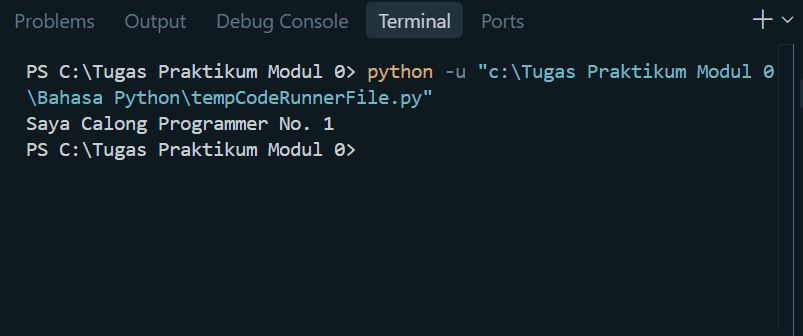 Problems Output Debug Console Terminal Ports
PS C:\Tugas Praktikum Modul 0> python -u "c:\Tugas Praktikum Modul 0
\Bahasa Python\tempCodeRunnerFile.py"
Saya Calong Programmer No. 1
PS C:\Tugas Praktikum Modul 0>